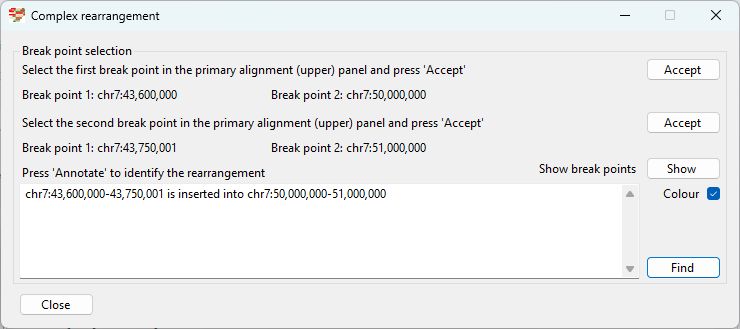 Complex rearrangement
Break point selection
Select the first break point in the primary alignment (upper) panel and press 'Accept'
Accept
Break point 1: chr7:43,600,000 Break point 2: chr7:50,000,000
Select the second break point in the primary alignment (upper) panel and press 'Accept'
Accept
Break point 1: chr7:43,750,001 Break point 2: chr7:51,000,000
Press 'Annotate' to identify the rearrangement
Show break points Show
chr7:43,600,000-43,750,001 is inserted into chr7:50,000,000-51,000,000
Colour
Find
Close